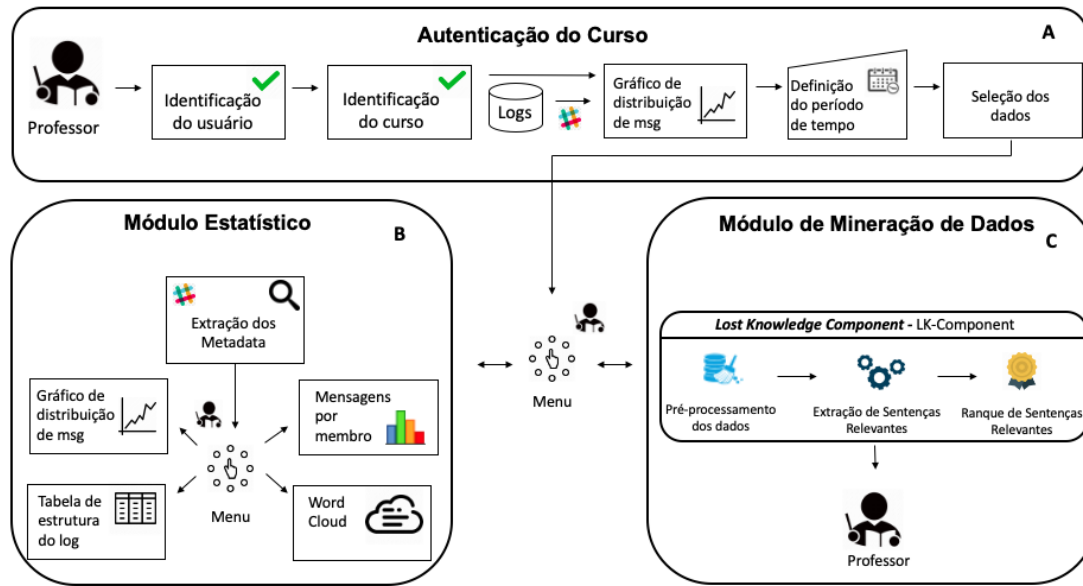 Autenticação do Curso
A
Professor
Identificação
do usuário
Identificação
do curso
Logs
Gráfico de
distribuição
de msg
Definição
do período
de tempo
Seleção dos
dados
Módulo Estatístico
B
Extração dos
Metadata
Gráfico de
distribuição
de msg
Mensagens
por
membro
Menu
Tabela de
estrutura
do log
Word
Cloud
Menu
Módulo de Mineração de Dados
C
Lost Knowledge Component - LK-Component
Pré-processamento
dos dados
Extração de Sentenças
Relevantes
Ranque de Sentenças
Relevantes
Professor